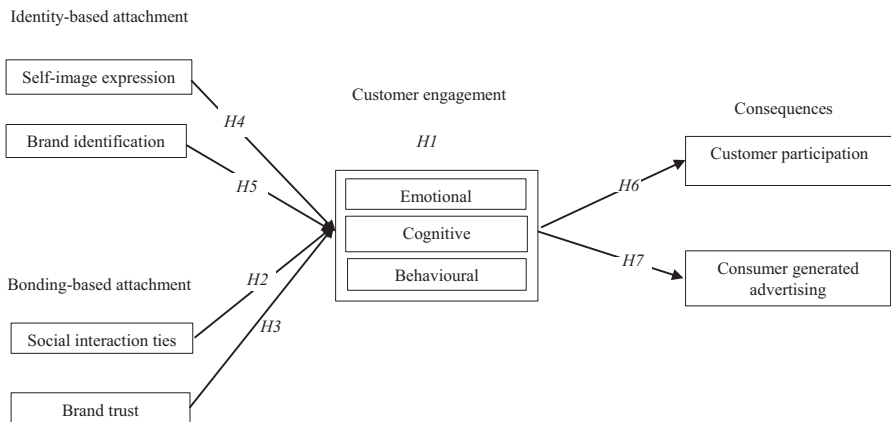 Identity-based attachment
Self-image expression
H4
Brand identification
H5
Bonding-based attachment
H2
Social interaction ties
H3
Brand trust
Customer engagement
H1
Emotional
Cognitive
Behavioural
Consequences
H6
Customer participation
H7
Consumer generated
advertising